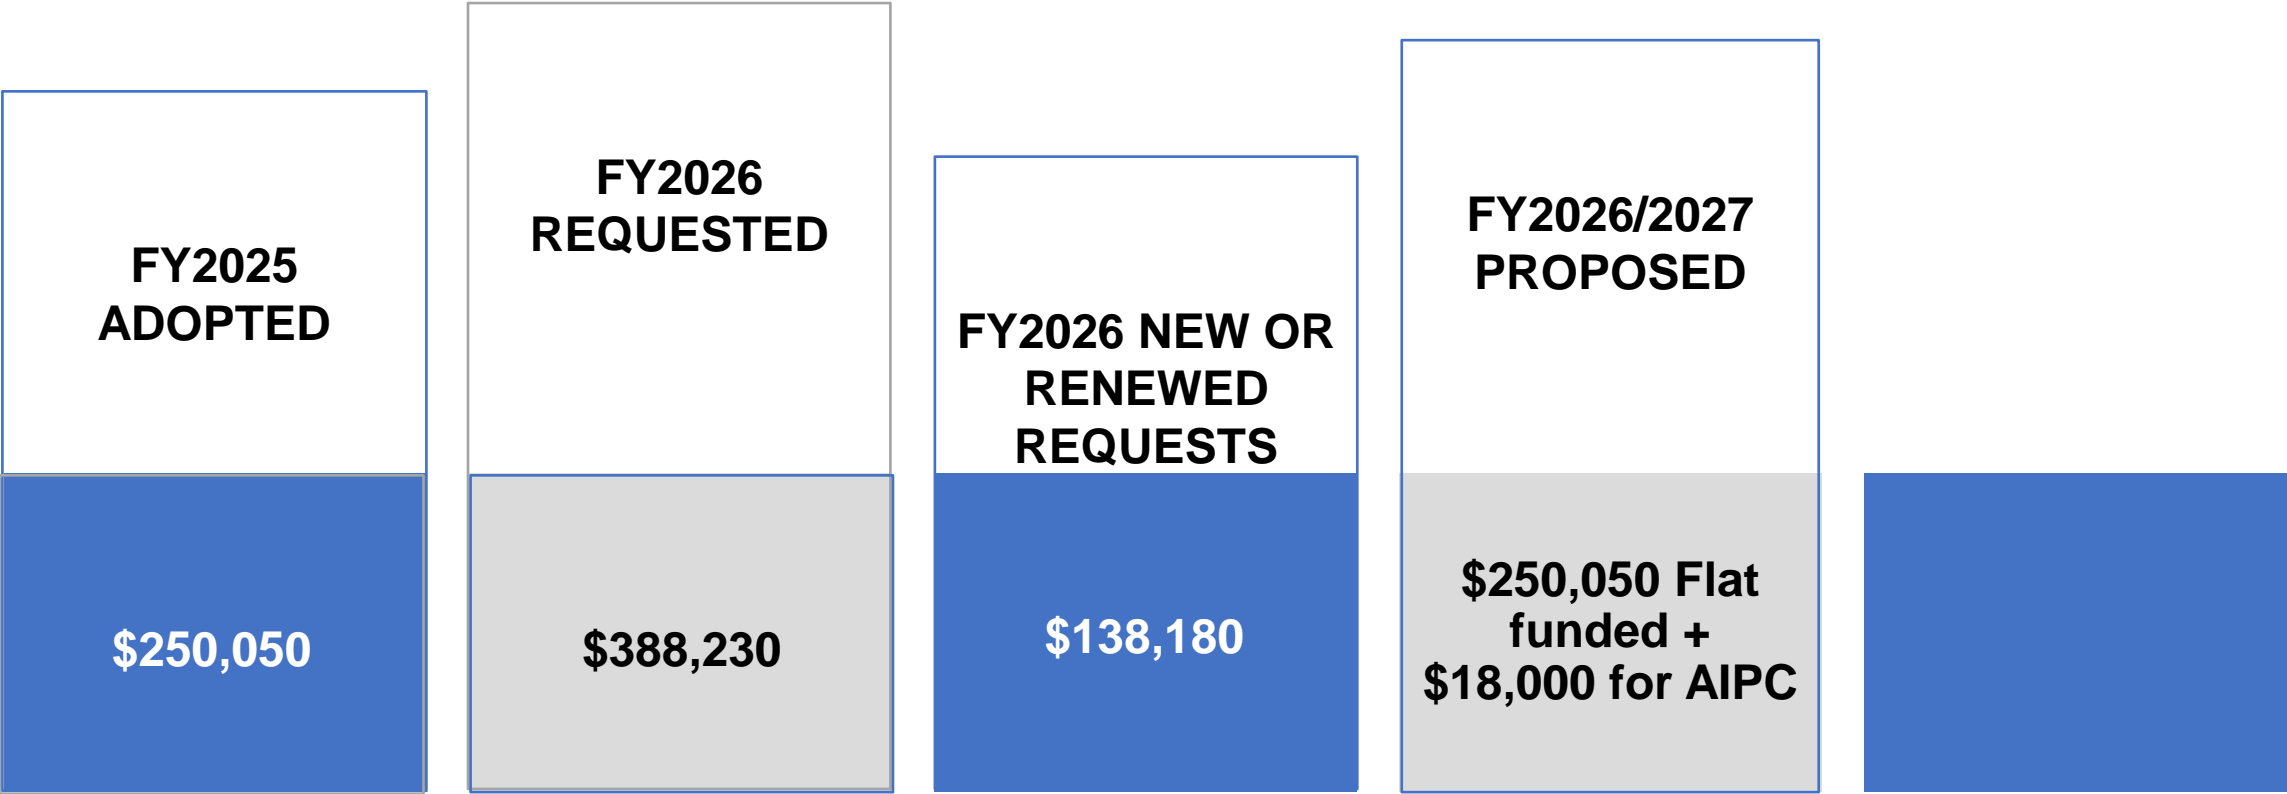 FY2025
ADOPTED
$250,050
FY2026
REQUESTED
$388,230
FY2026 NEW OR
RENEWED
REQUESTS
$138,180
FY2026/2027
PROPOSED
$250,050 Flat
funded +
$18,000 for AIPC